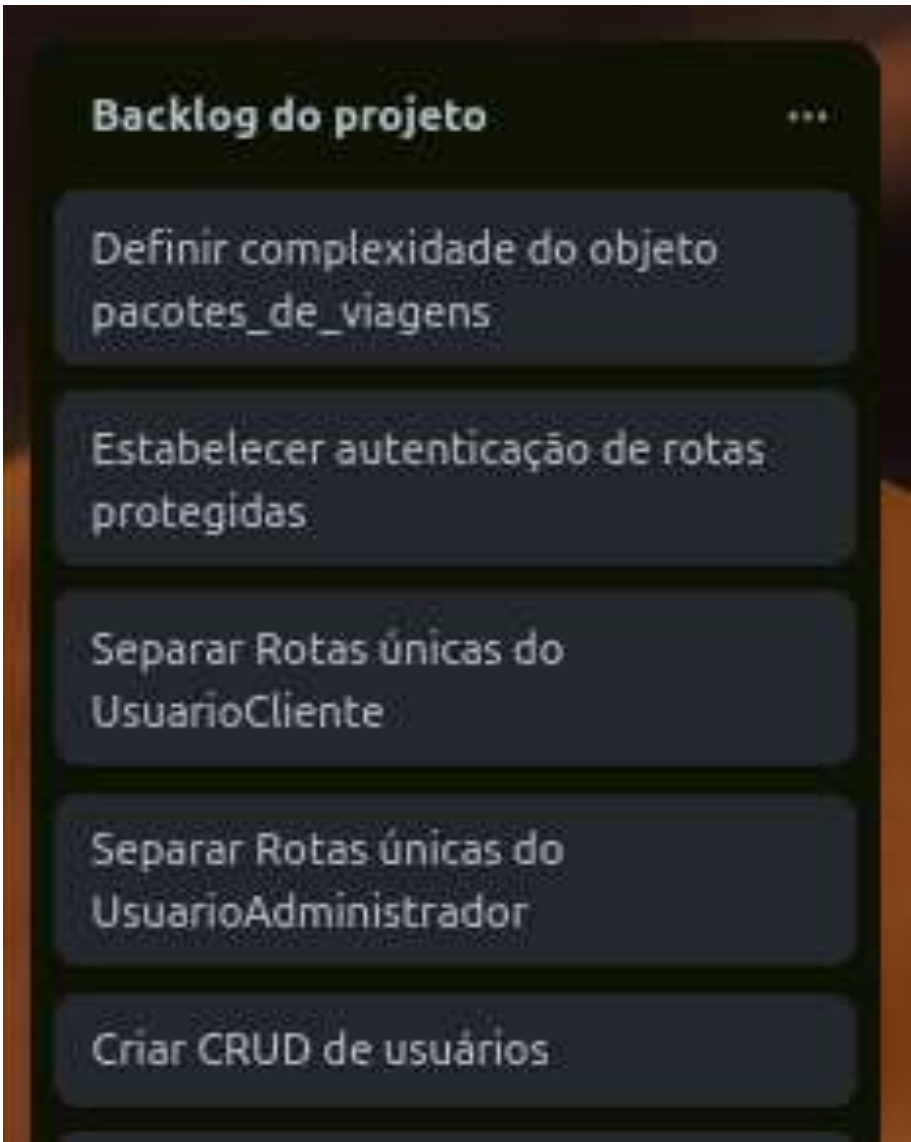 Backlog do projeto
Definir complexidade do objeto
pacotes_de_viagens
Estabelecer autenticação de rotas
protegidas
Separar Rotas únicas do
UsuarioCliente
Separar Rotas únicas do
UsuarioAdministrador
Criar CRUD de usuários